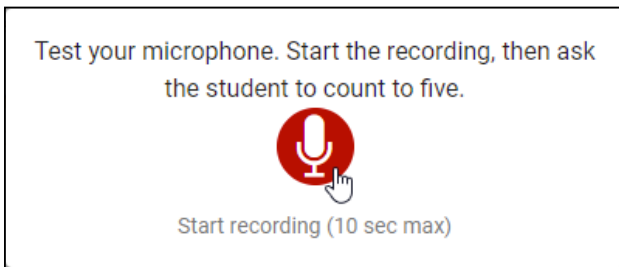 Test your microphone. Start the recording, then ask
the student to count to five.
Start recording (10 sec max)